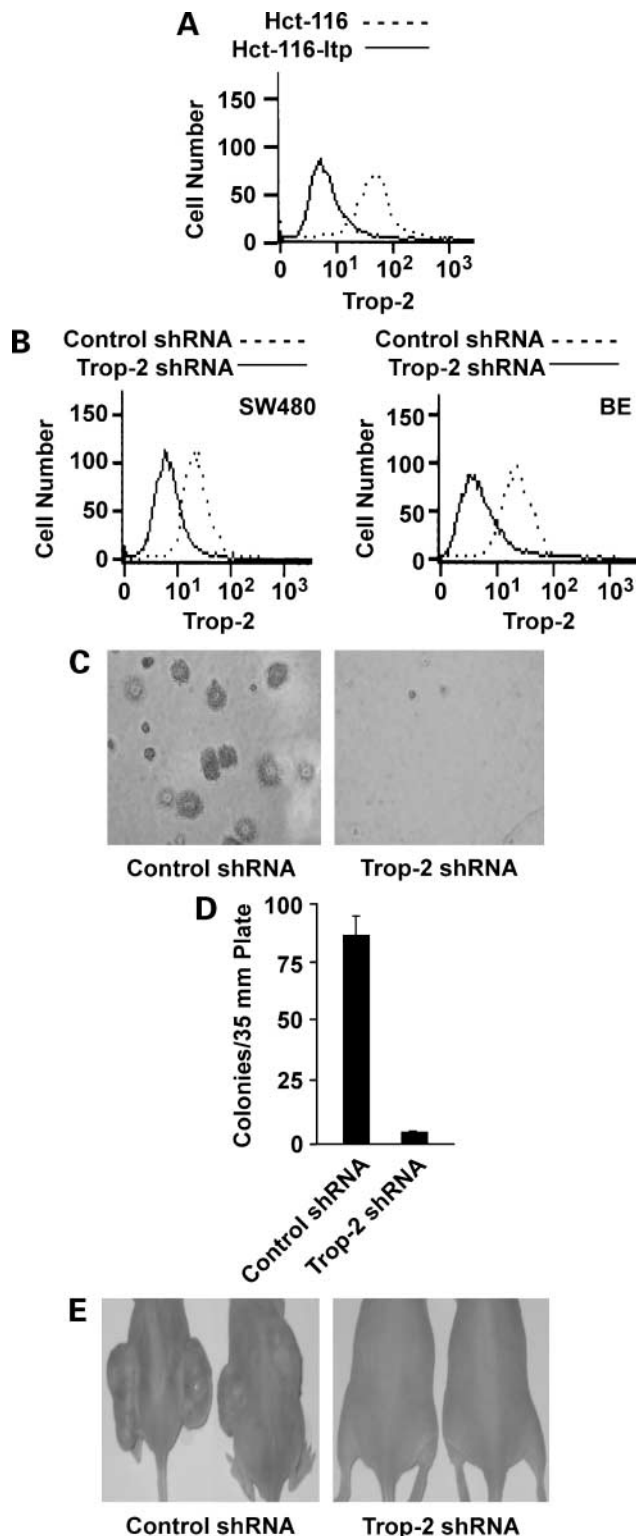 A
Hct-116
Hct-116-ltp
Cell Number
150
100
50
0
0 10¹ 10² 10³
Trop-2
B
Control shRNA
Trop-2 shRNA
SW480
Cell Number
150
100
50
0
0 10¹ 10² 10³
Trop-2
Control shRNA
Trop-2 shRNA
BE
Cell Number
150
100
50
0
0 10¹ 10² 10³
Trop-2
C
Control shRNA
Trop-2 shRNA
D
Colonies/35 mm Plate
100
75
50
25
0
Control shRNA
Trop-2 shRNA
E
Control shRNA
Trop-2 shRNA